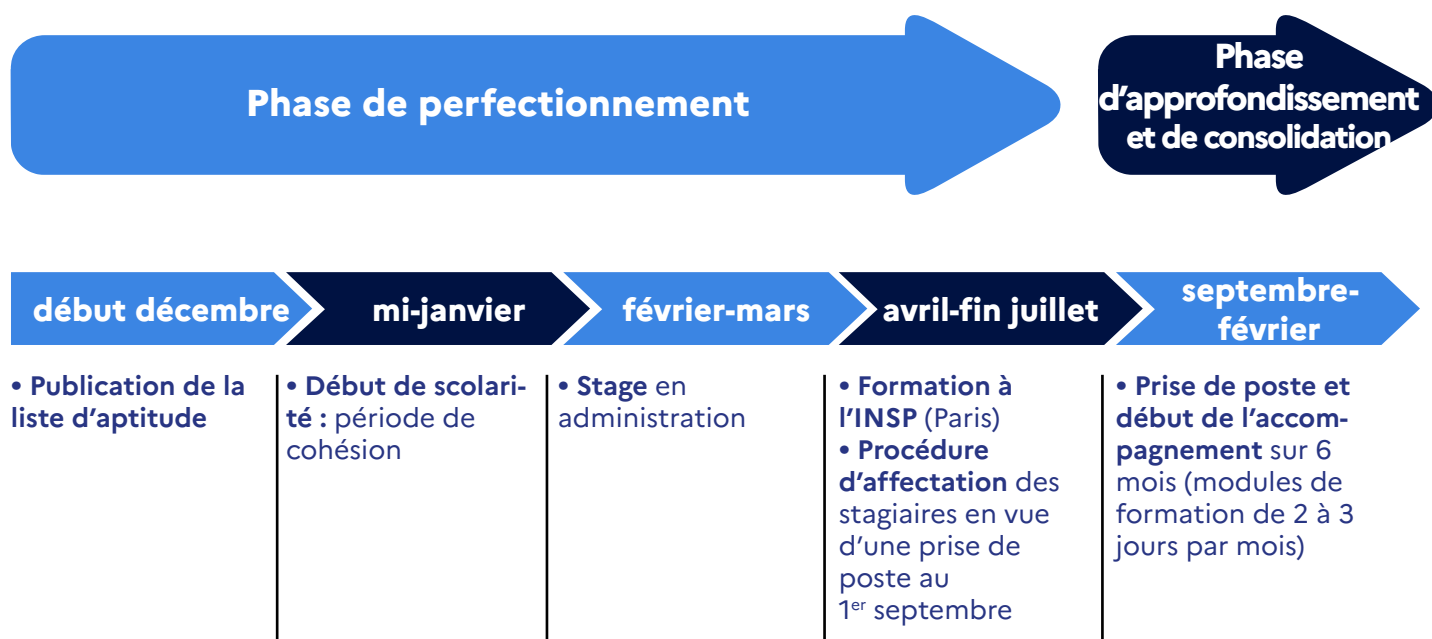 Phase de perfectionnement
Phase
d'approfondissement
et de consolidation
début décembre
mi-janvier
février-mars
avril-fin juillet
septembre-
février
• Publication de la
liste d'aptitude
• Début de scolari-
té : période de
cohésion
• Stage en
administration
• Formation à
l'INSP (Paris)
• Procédure
d'affectation des
stagiaires en vue
d'une prise de
poste au
1er septembre
• Prise de poste et
début de l'accom-
pagnement sur 6
mois (modules de
formation de 2 à 3
jours par mois)